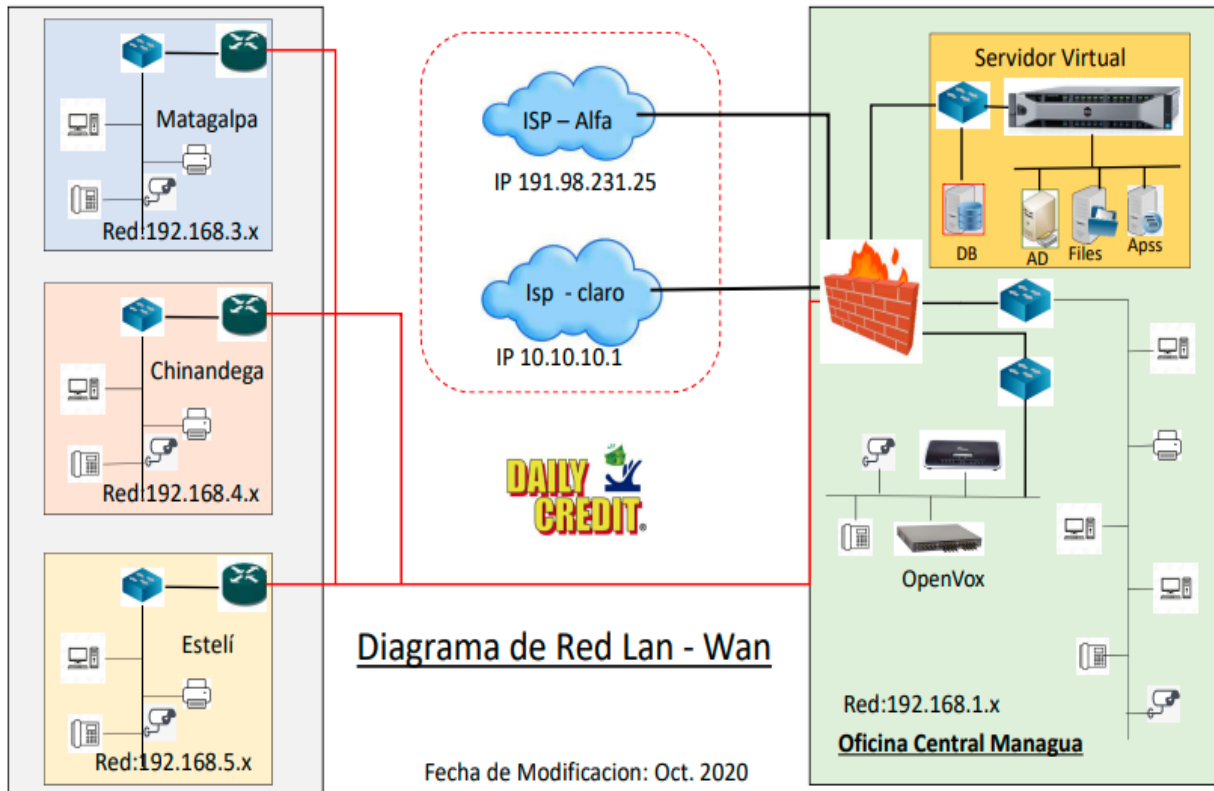 Matagalpa
Red:192.168.3.x
Chinandega
Red:192.168.4.x
Estelí
Red:192.168.5.x
ISP – Alfa
IP 191.98.231.25
Isp - claro
IP 10.10.10.1
DAILY
CREDIT®
Diagrama de Red Lan - Wan
Fecha de Modificacion: Oct. 2020
Servidor Virtual
DB
AD
Files
Apss
OpenVox
Red:192.168.1.x
Oficina Central Managua